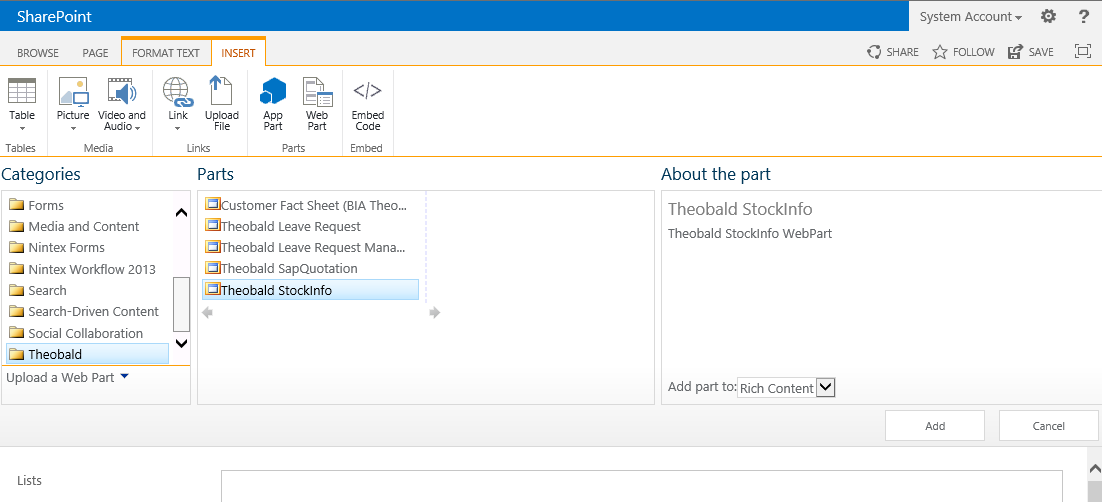 SharePoint
System Account
?
BROWSE PAGE FORMAT TEXT INSERT
SHARE FOLLOW SAVE
Table Picture Video and Audio Link Upload File App Part Web Part Embed Code
Tables Media Links Parts Embed
Categories
Forms
Media and Content
Nintex Forms
Nintex Workflow 2013
Search
Search-Driven Content
Social Collaboration
Theobald
Upload a Web Part
Parts
Customer Fact Sheet (BIA Theo...
Theobald Leave Request
Theobald Leave Request Mana...
Theobald SapQuotation
Theobald StockInfo
About the part
Theobald StockInfo
Theobald StockInfo WebPart
Add part to: Rich Content
Add Cancel
Lists